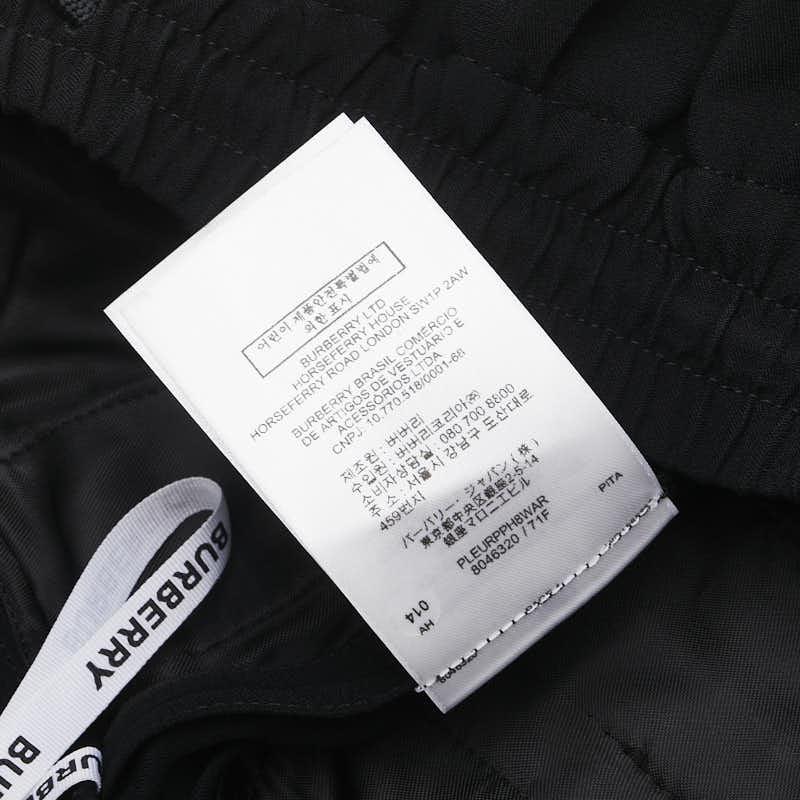 어린이제품안전특별법에
의한 표시
BURBERRY LTD
HORSEFERRY HOUSE
HORSEFERRY ROAD LONDON SW1P 2AW
BURBERRY BRASIL COMÉRCIO
DE ARTIGOS DE VESTUÁRIO E
ACESSÓRIOS LTDA
CNPJ: 10.770.518/0001-68
제조원: 버버리
수입원: 버버리코리아㈜
소비자상담실: 080 700 8800
주소: 서울시 강남구 도산대로
459번지
バーバリー・ジャパン(株)
東京都中央区銀座2-5-14
銀座マロニエビル
PLEURPPH8WAR PITA
8046320 / 71F
014
HA
BURBERRY
BURBERRY